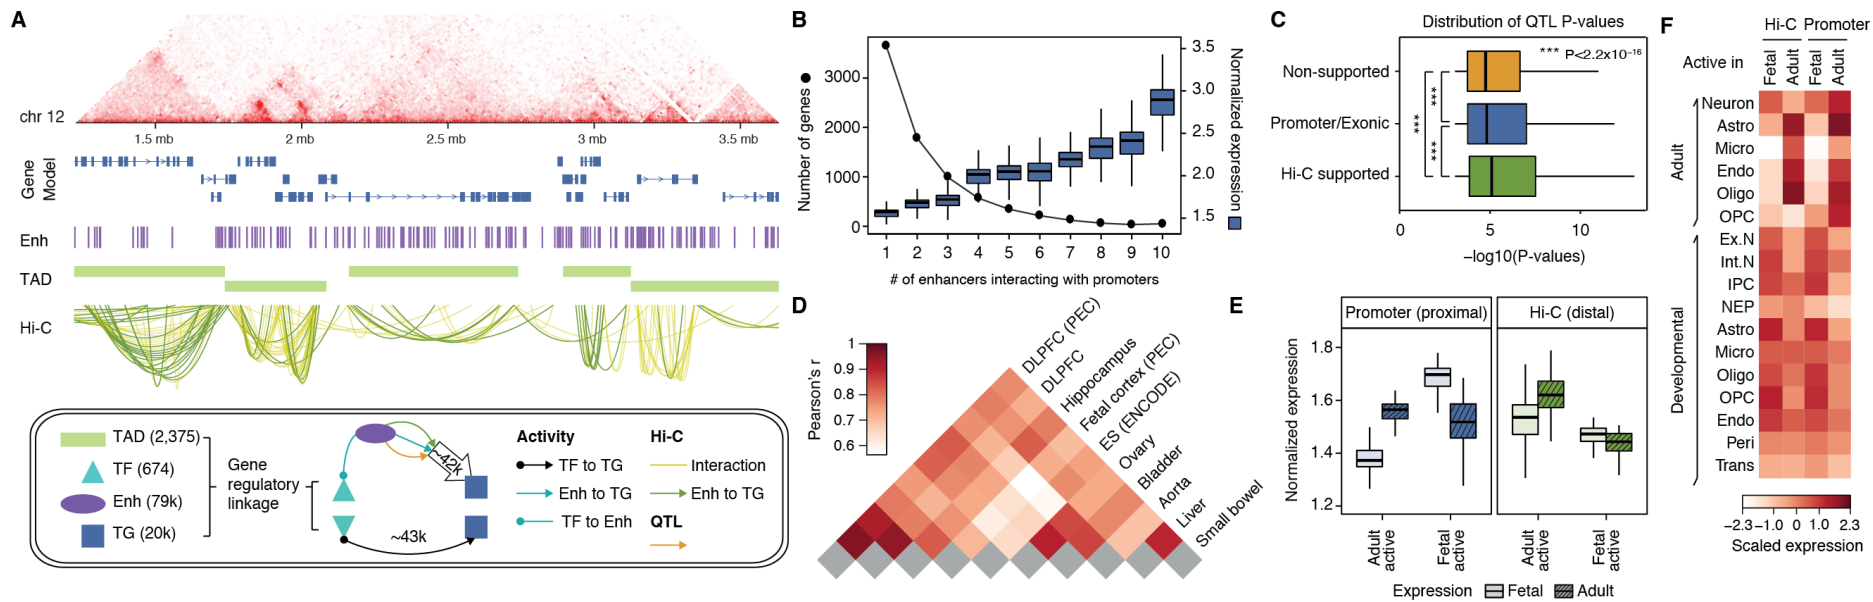 A
chr 12
1.5 mb
2 mb
2.5 mb
3 mb
3.5 mb
Gene
Model
Enh
TAD
Hi-C
TAD (2,375)
TF (674)
Enh (79k)
TG (20k)
Gene
regulatory
linkage
~42k
~43k
Activity
TF to TG
Enh to TG
TF to Enh
Hi-C
Interaction
Enh to TG
QTL
B
Number of genes
3000
2000
1000
0
3.5
3.0
2.5
2.0
1.5
Normalized expression
1 2 3 4 5 6 7 8 9 10
# of enhancers interacting with promoters
C
Distribution of QTL P-values
*** P<2.2x10⁻¹⁶
Non-supported
Promoter/Exonic
Hi-C supported
***
***
***
0 5 10
−log10(P-values)
D
Pearson's r
1
0.9
0.8
0.7
0.6
DLPFC (PEC)
DLPFC
Hippocampus
Fetal cortex (PEC)
ES (ENCODE)
Ovary
Bladder
Aorta
Liver
Small bowel
E
Promoter (proximal)
Hi-C (distal)
Normalized expression
1.8
1.6
1.4
1.2
Adult
active
Fetal
active
Adult
active
Fetal
active
Expression Fetal Adult
F
Hi-C Promoter
Active in
Fetal
Adult
Fetal
Adult
Adult
Neuron
Astro
Micro
Endo
Oligo
OPC
Developmental
Ex.N
Int.N
IPC
NEP
Astro
Micro
Oligo
OPC
Endo
Peri
Trans
−2.3 −1.0 0 1.0 2.3
Scaled expression